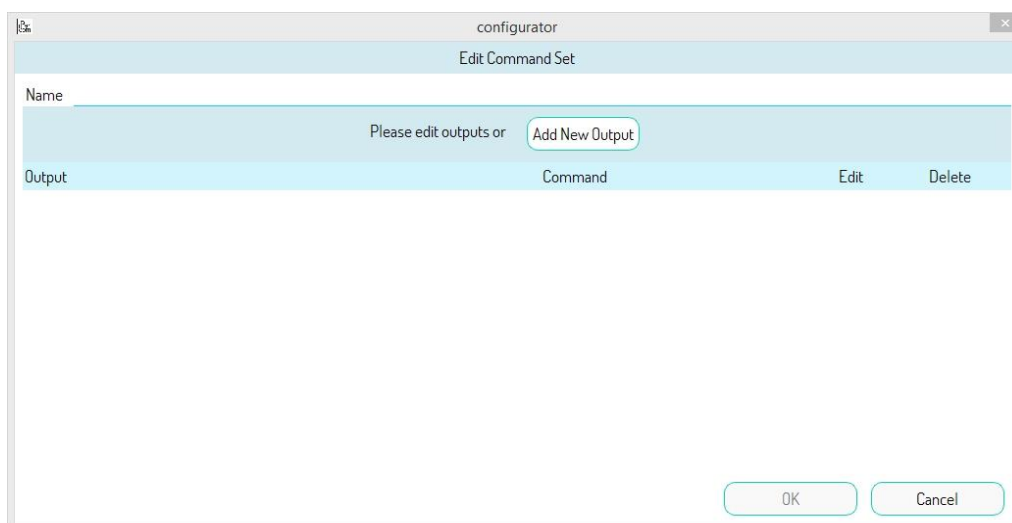 configurator
Edit Command Set
Name
Please edit outputs or Add New Output
Output Command Edit Delete
OK Cancel